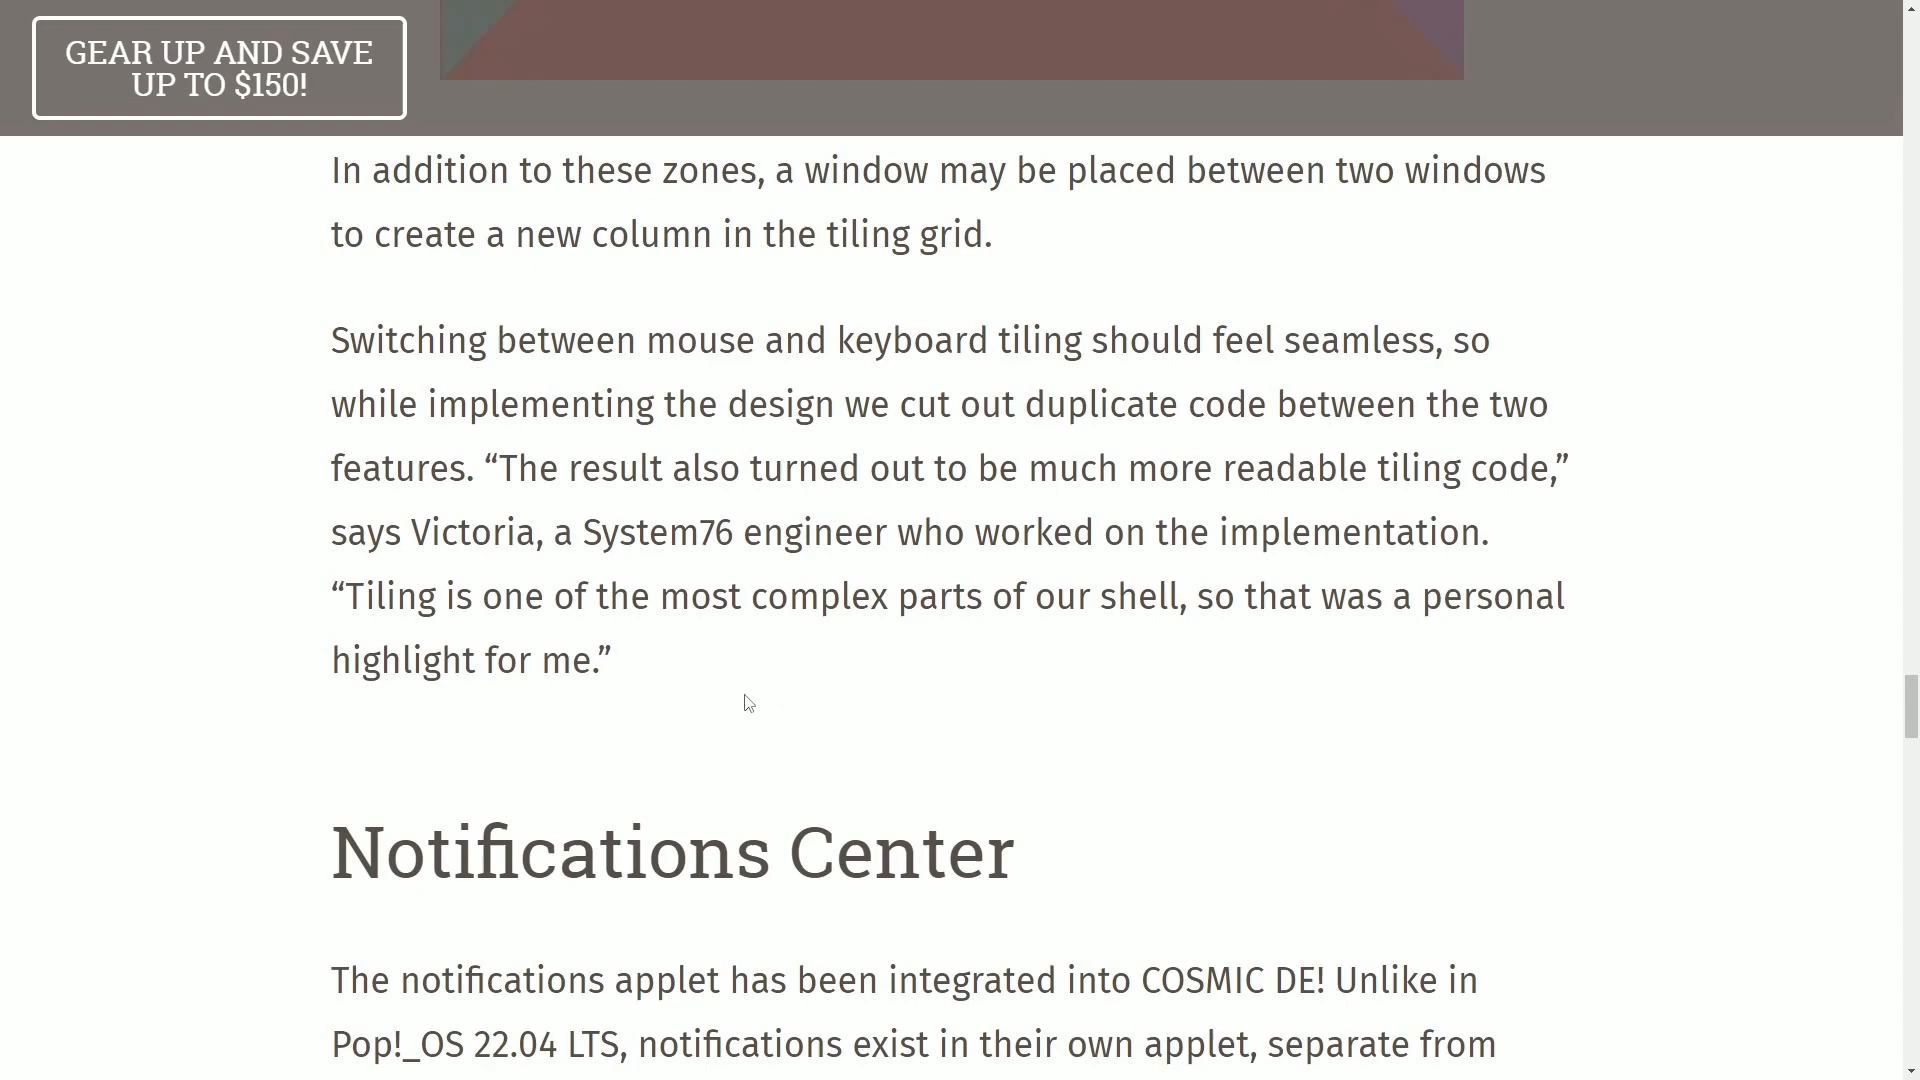 GEAR UP AND SAVE
UP TO $150!
In addition to these zones, a window may be placed between two windows
to create a new column in the tiling grid.
Switching between mouse and keyboard tiling should feel seamless, so
while implementing the design we cut out duplicate code between the two
features. “The result also turned out to be much more readable tiling code,”
says Victoria, a System76 engineer who worked on the implementation.
“Tiling is one of the most complex parts of our shell, so that was a personal
highlight for me.”
Notifications Center
The notifications applet has been integrated into COSMIC DE! Unlike in
Pop!_OS 22.04 LTS, notifications exist in their own applet, separate from